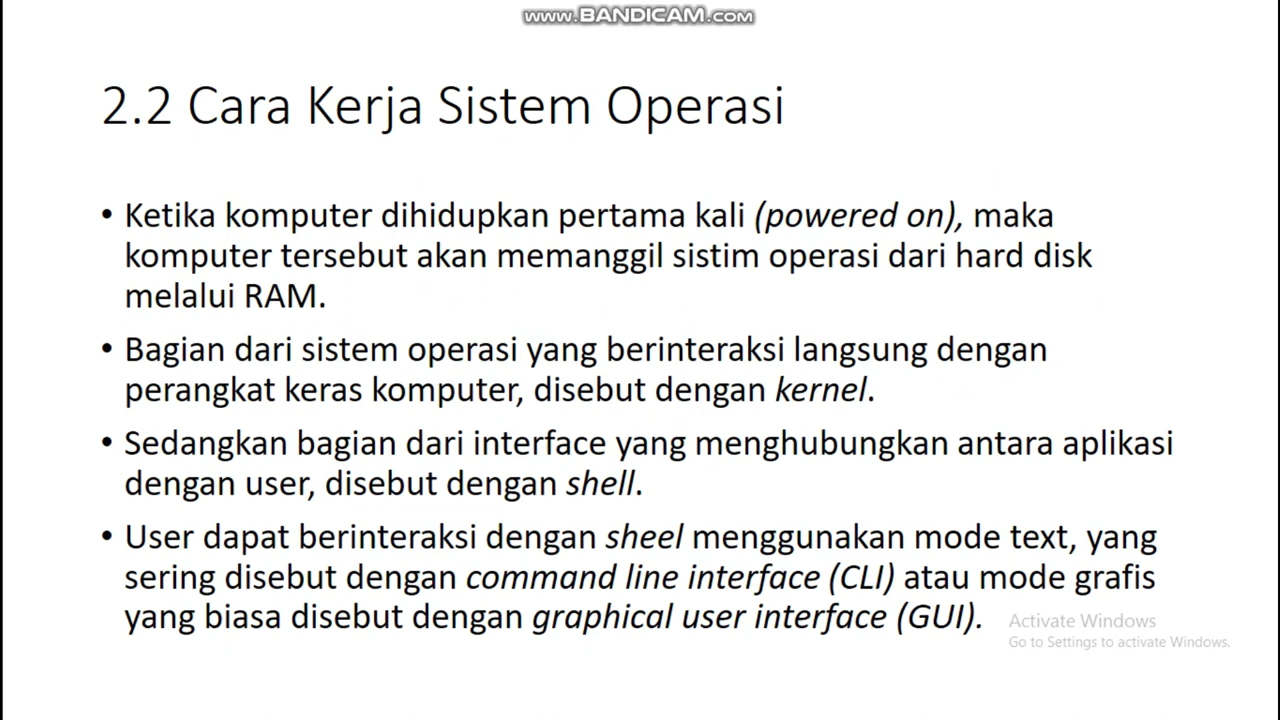 www.BANDICAM.com
2.2 Cara Kerja Sistem Operasi
• Ketika komputer dihidupkan pertama kali (powered on), maka
komputer tersebut akan memanggil sistim operasi dari hard disk
melalui RAM.
• Bagian dari sistem operasi yang berinteraksi langsung dengan
perangkat keras komputer, disebut dengan kernel.
• Sedangkan bagian dari interface yang menghubungkan antara aplikasi
dengan user, disebut dengan shell.
• User dapat berinteraksi dengan sheel menggunakan mode text, yang
sering disebut dengan command line interface (CLI) atau mode grafis
yang biasa disebut dengan graphical user interface (GUI).
Activate Windows
Go to Settings to activate Windows.